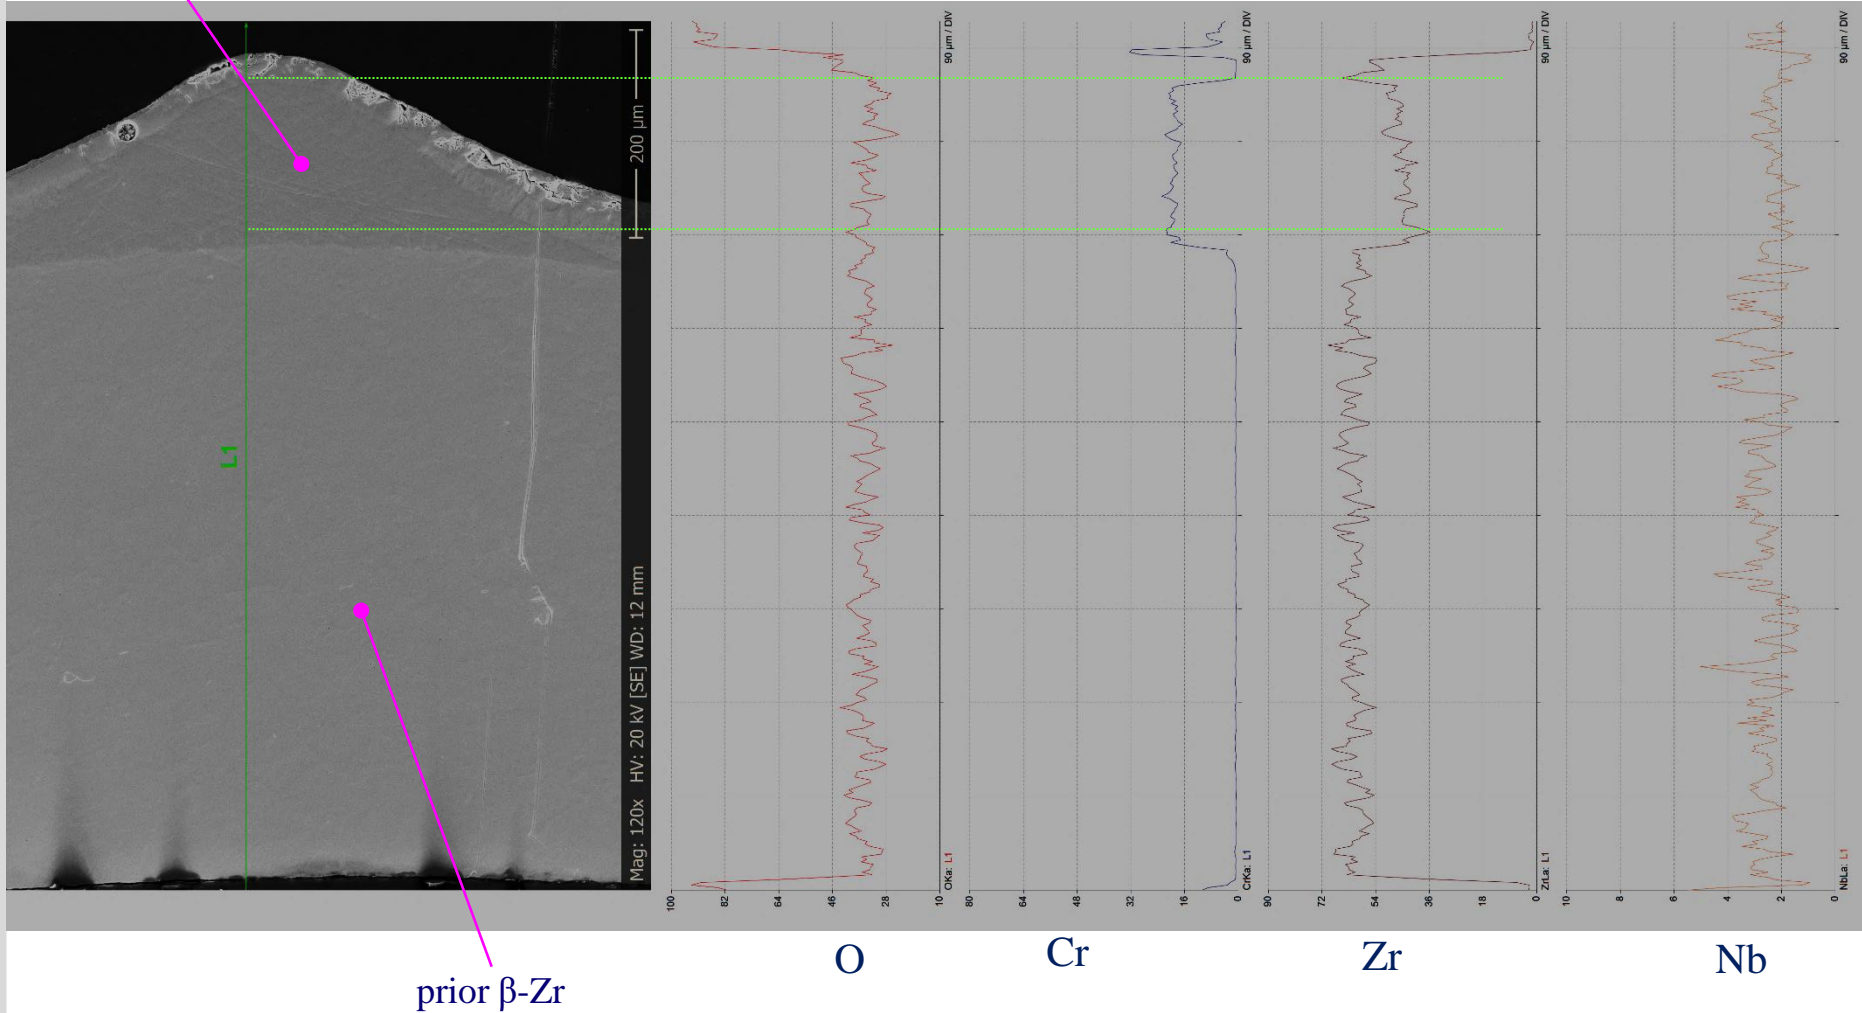 L1
200 µm
Mag: 120x HV: 20 kV [SE] WD: 12 mm
90 µm / DIV
OKa: L1
100 82 64 46 28 10
90 µm / DIV
CrKa: L1
80 64 48 32 16 0
90 µm / DIV
ZrLa: L1
90 72 54 36 18 0
90 µm / DIV
NbLa: L1
10 8 6 4 2 0
O
Cr
Zr
Nb
prior β-Zr